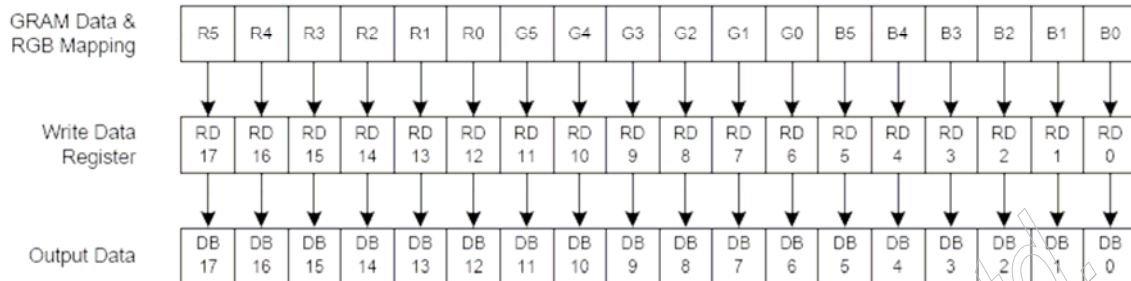 GRAM Data &
RGB Mapping
R5 R4 R3 R2 R1 R0 G5 G4 G3 G2 G1 G0 B5 B4 B3 B2 B1 B0
Write Data
Register
RD RD RD RD RD RD RD RD RD RD RD RD RD RD RD RD RD RD
17 16 15 14 13 12 11 10 9 8 7 6 5 4 3 2 1 0
Output Data
DB DB DB DB DB DB DB DB DB DB DB DB DB DB DB DB DB DB
17 16 15 14 13 12 11 10 9 8 7 6 5 4 3 2 1 0